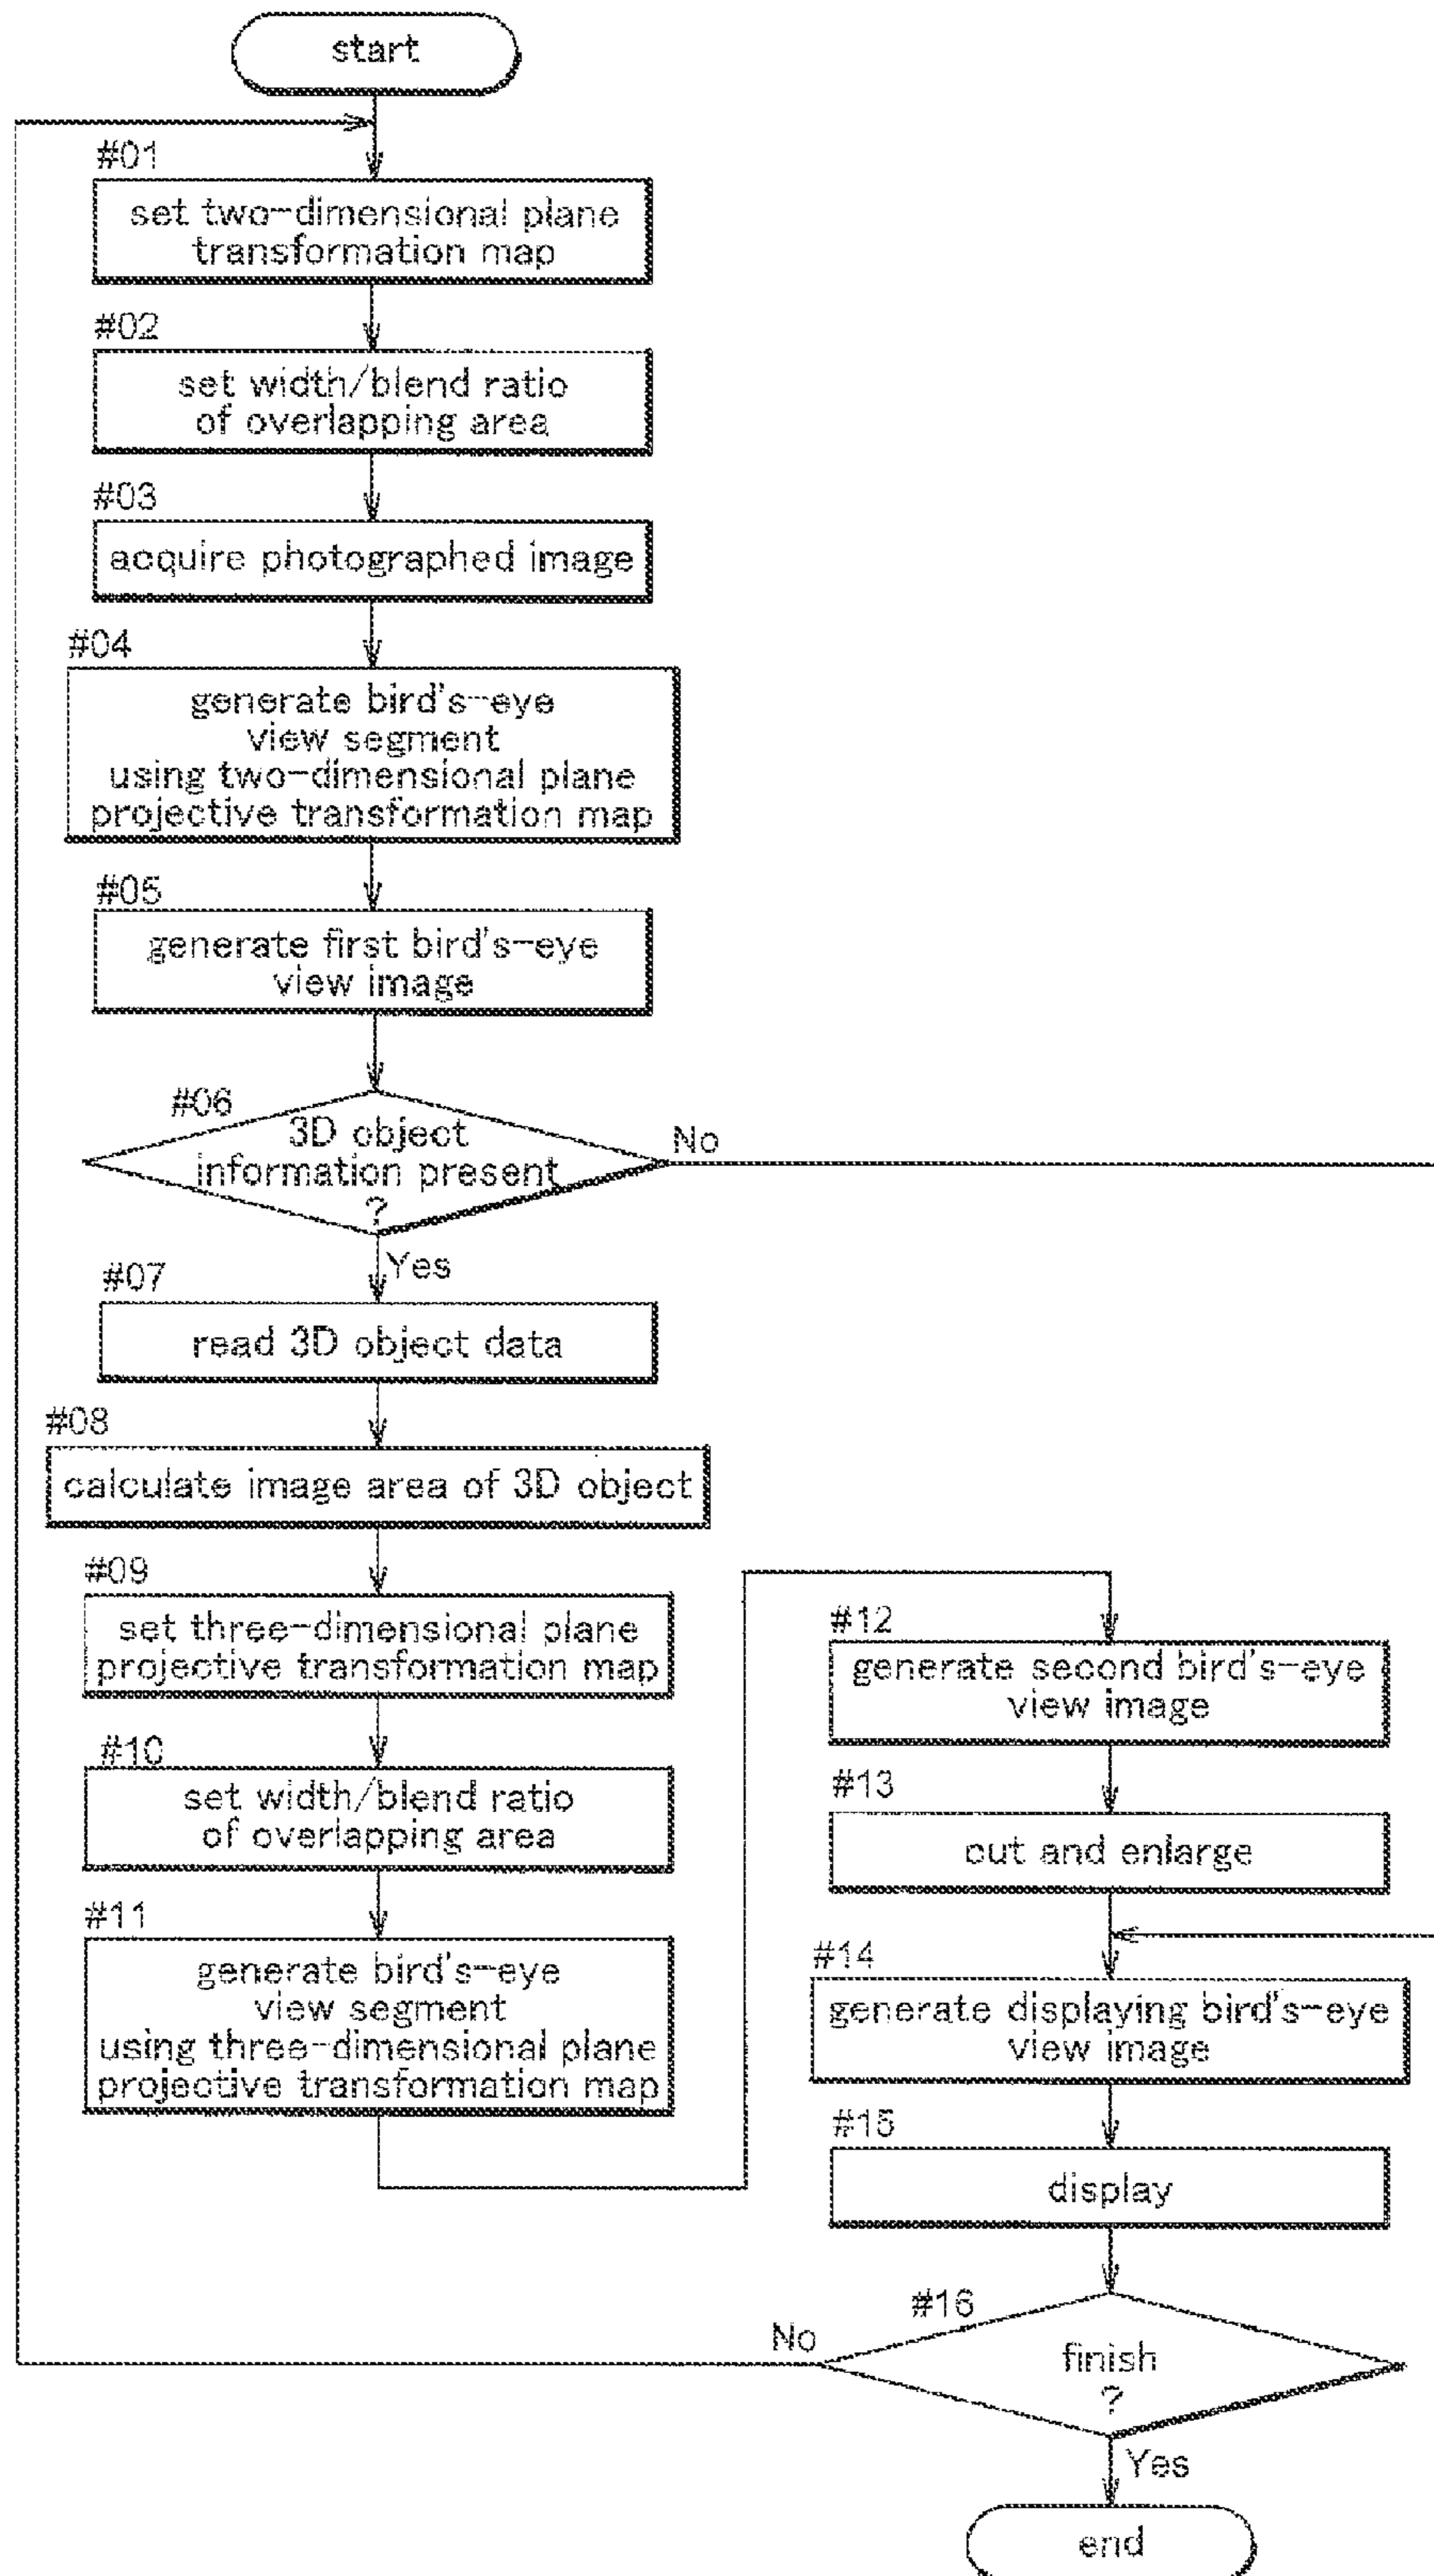 start
#01
set two-dimensional plane
transformation map
#02
set width/blend ratio
of overlapping area
#03
acquire photographed image
#04
generate bird's-eye
view segment
using two-dimensional plane
projective transformation map
#05
generate first bird's-eye
view image
#06
3D object
information present
?
No
Yes
#07
read 3D object data
#08
calculate image area of 3D object
#09
set three-dimensional plane
projective transformation map
#10
set width/blend ratio
of overlapping area
#11
generate bird's-eye
view segment
using three-dimensional plane
projective transformation map
#12
generate second bird's-eye
view image
#13
cut and enlarge
#14
generate displaying bird's-eye
view image
#15
display
#16
finish
?
No
Yes
end